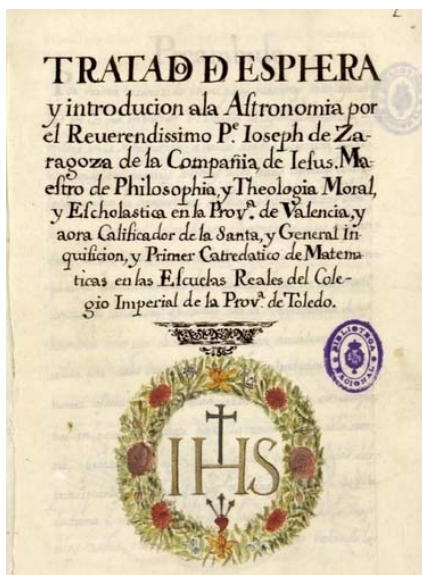 TRATADO D ESPHERA
y introducion ala Astronomia por
el Reuerendissimo Pe. Ioseph de Za-
ragoza de la Compañia, de Iesus. Ma-
estro de Philosophia, y Theologia Moral,
y Escholastica en la Prova. de Valencia, y
aora Calificador de la Santa, y General In-
quisicion, y Primer Catredatico de Matema
ticas en las Escuelas Reales del Cole-
gio Imperial de la Prova. de Toledo.
BIBLIOTECA
NACIONAL
IHS